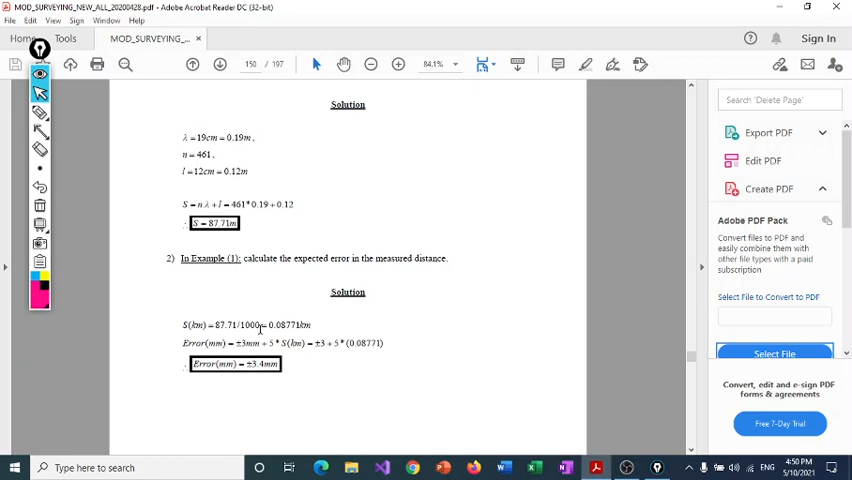 MOD_SURVEYING_NEW_ALL_20200428.pdf - Adobe Acrobat Reader DC (32-bit)
File Edit View Sign Window Help
Home Tools MOD_SURVEYING_... × Sign In
150 / 197 84.1%
Solution
λ = 19cm = 0.19m,
n = 461,
l = 12cm = 0.12m
S = nλ + l = 461*0.19 + 0.12
∴ S = 87.71m
2) In Example (1): calculate the expected error in the measured distance.
Solution
S(km) = 87.71/1000 = 0.08771km
Error(mm) = ±3mm + 5* S(km) = ±3 + 5* (0.08771)
∴ Error(mm) = ±3.4mm
Search 'Delete Page'
Export PDF
Edit PDF
Create PDF
Adobe PDF Pack
Convert files to PDF and
easily combine them with
other file types with a paid
subscription
Select File to Convert to PDF
Select File
Convert, edit and e-sign PDF
forms & agreements
Free 7-Day Trial
Type here to search
ENG
4:50 PM
5/10/2021